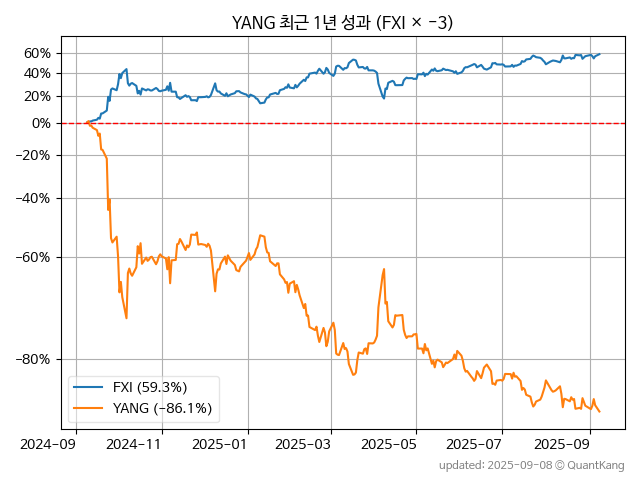 YANG 최근 1년 성과 (FXI × −3)
60%
40%
20%
0%
−20%
−40%
−60%
−80%
FXI (59.3%)
YANG (−86.1%)
2024-09 2024-11 2025-01 2025-03 2025-05 2025-07 2025-09
updated: 2025-09-08 © QuantKang